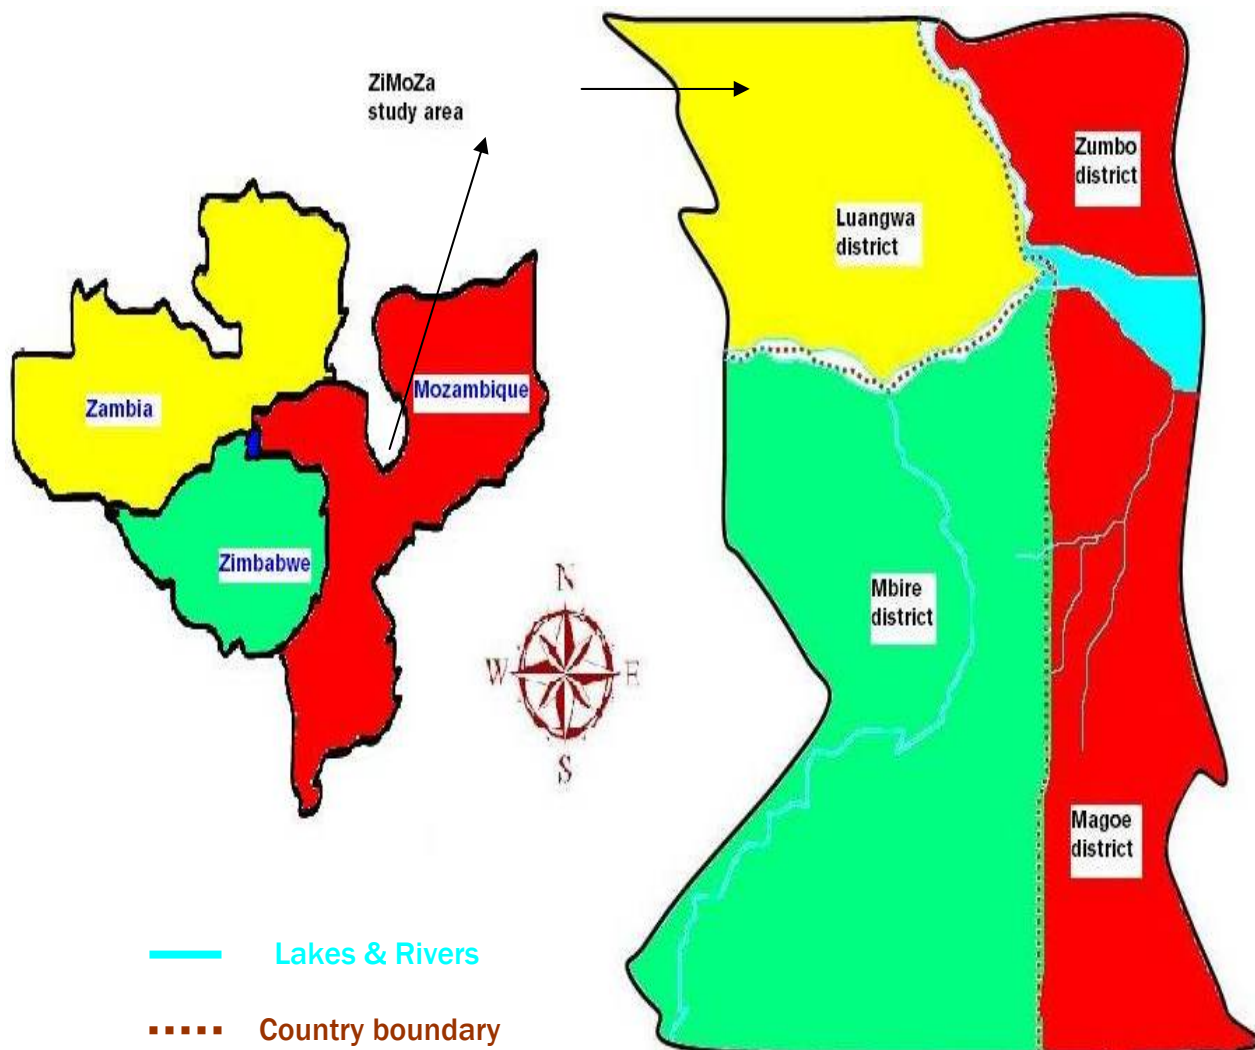 ZiMoZa
study area
Zumbo
district
Luangwa
district
Zambia
Mozambique
Zimbabwe
N
W
E
S
Mbire
district
Magoe
district
Lakes & Rivers
Country boundary